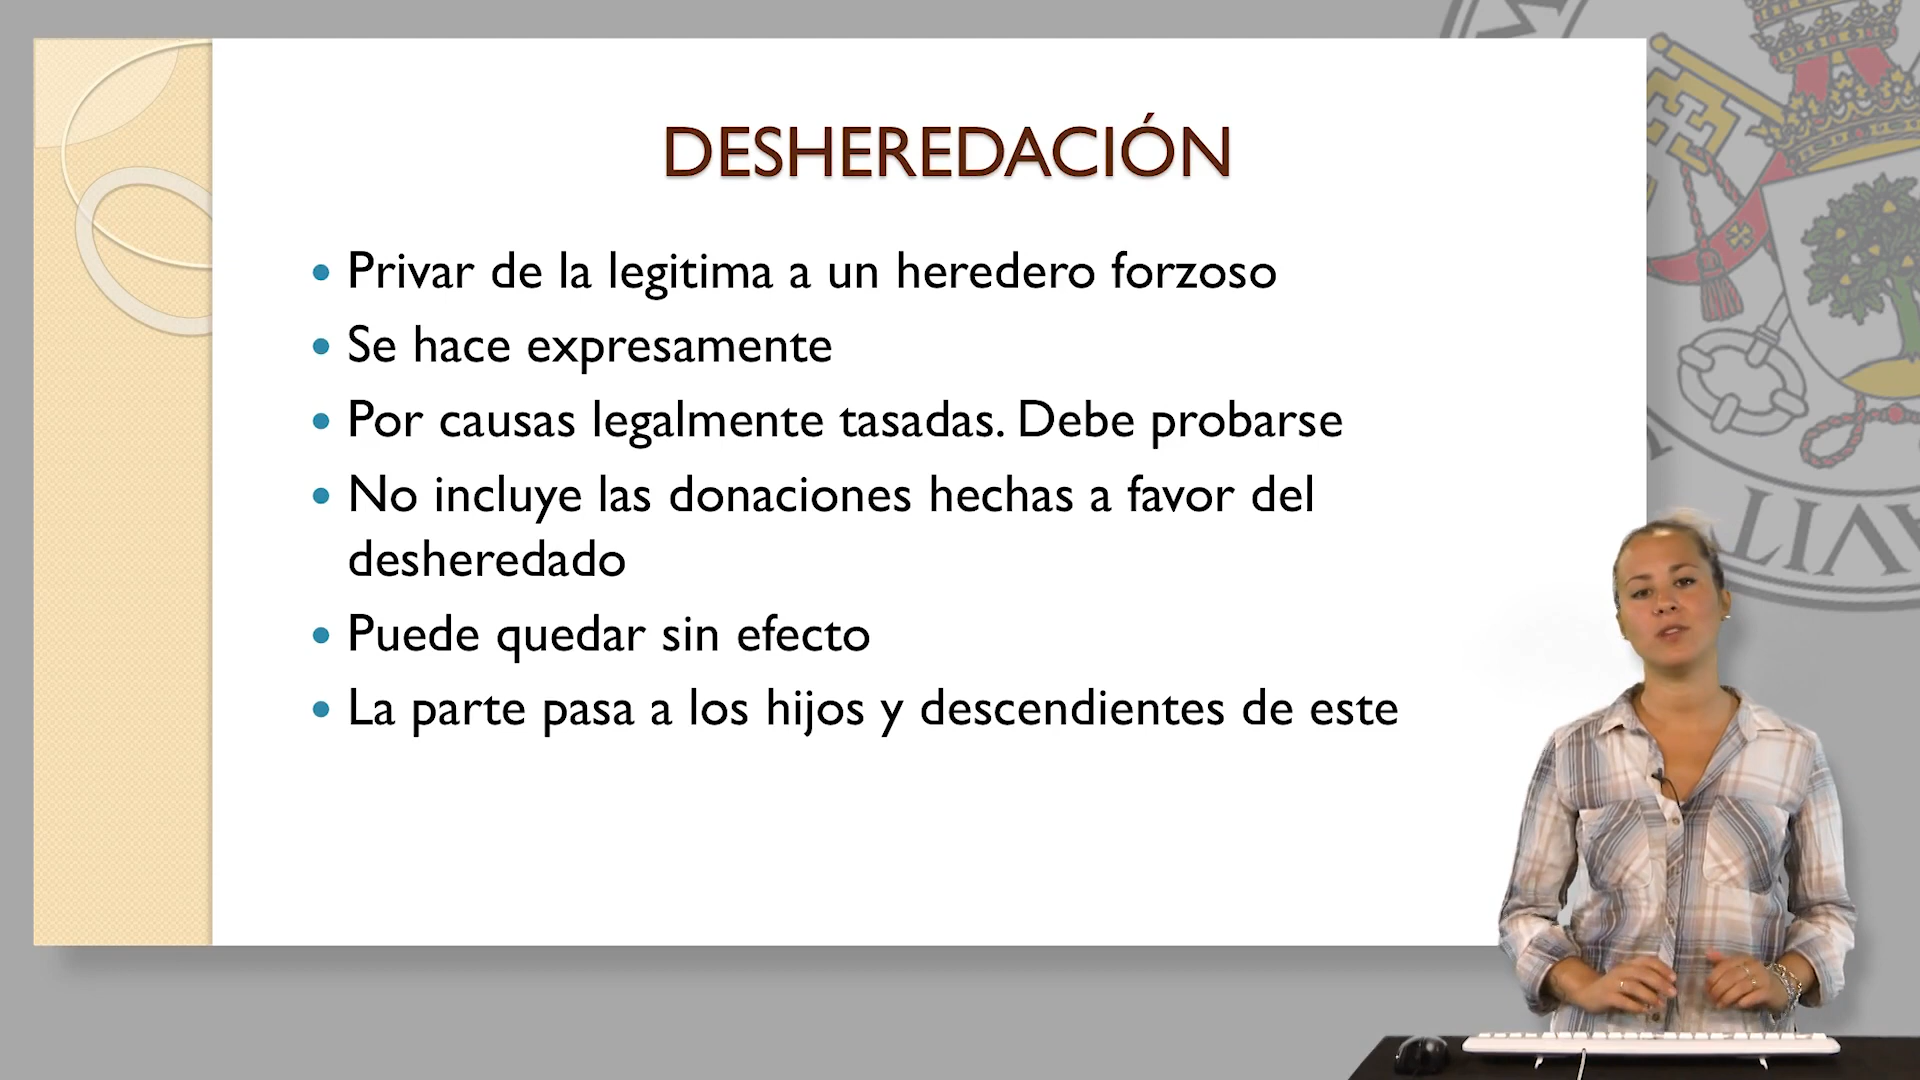 DESHEREDACIÓN
• Privar de la legitima a un heredero forzoso
• Se hace expresamente
• Por causas legalmente tasadas. Debe probarse
• No incluye las donaciones hechas a favor del
desheredado
• Puede quedar sin efecto
• La parte pasa a los hijos y descendientes de este